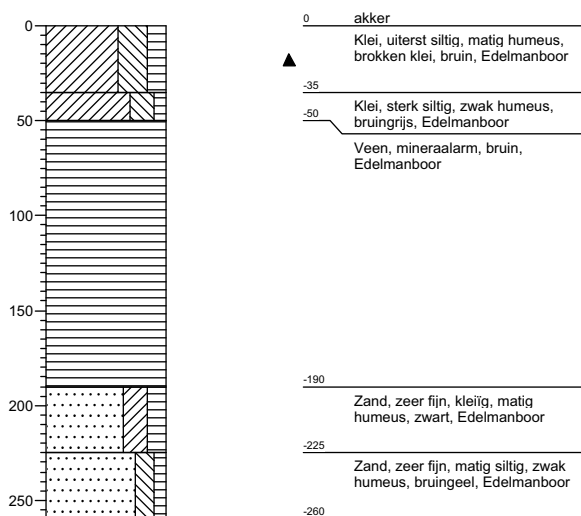 0
50
100
150
200
250
0 akker
Klei, uiterst siltig, matig humeus,
brokken klei, bruin, Edelmanboor
-35
Klei, sterk siltig, zwak humeus,
bruingrijs, Edelmanboor
-50
Veen, mineraalarm, bruin,
Edelmanboor
-190
Zand, zeer fijn, kleiïg, matig
humeus, zwart, Edelmanboor
-225
Zand, zeer fijn, matig siltig, zwak
humeus, bruingeel, Edelmanboor
-260